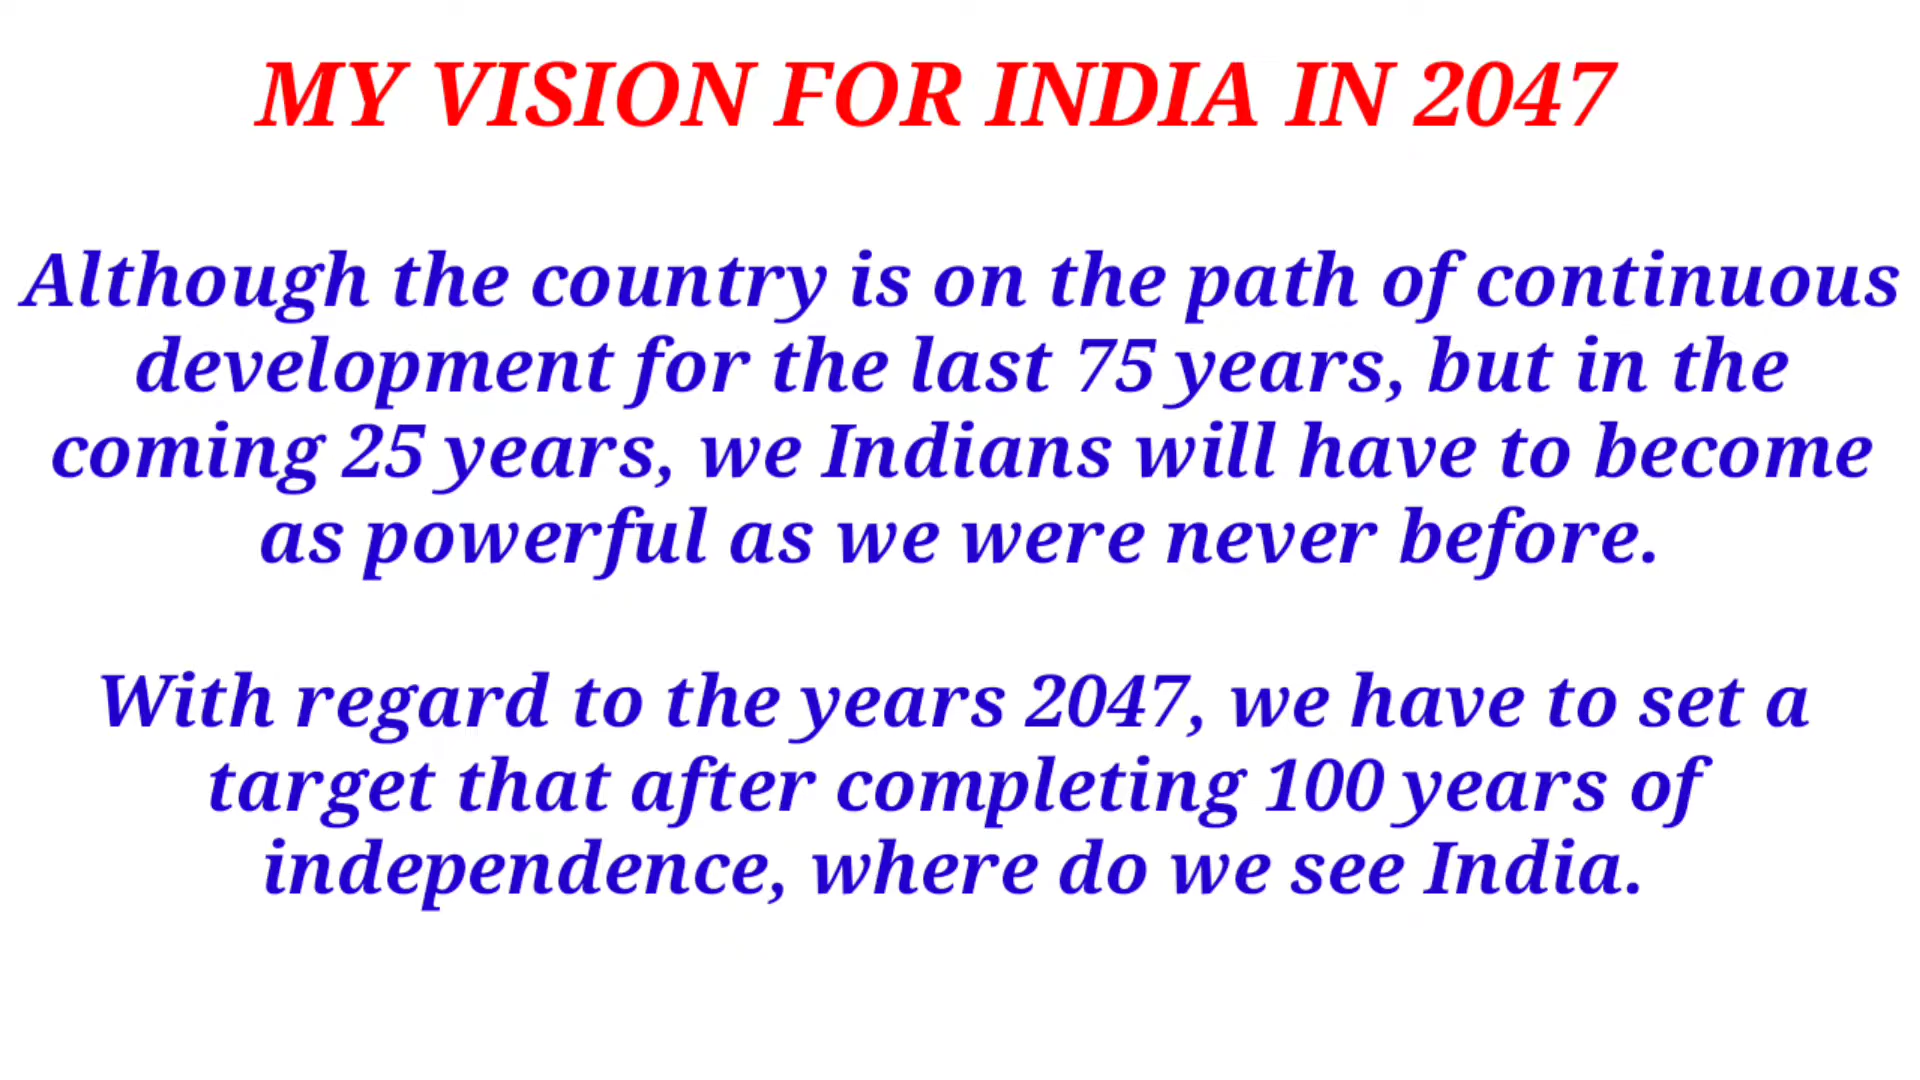 MY VISION FOR INDIA IN 2047
Although the country is on the path of continuous
development for the last 75 years, but in the
coming 25 years, we Indians will have to become
as powerful as we were never before.
With regard to the years 2047, we have to set a
target that after completing 100 years of
independence, where do we see India.